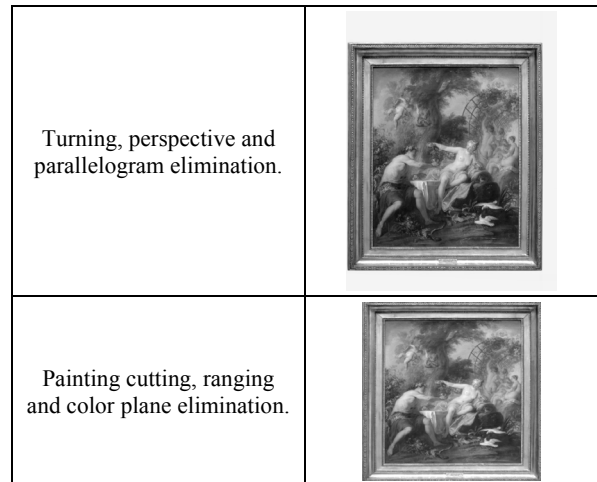 Turning, perspective and
parallelogram elimination.
Painting cutting, ranging
and color plane elimination.